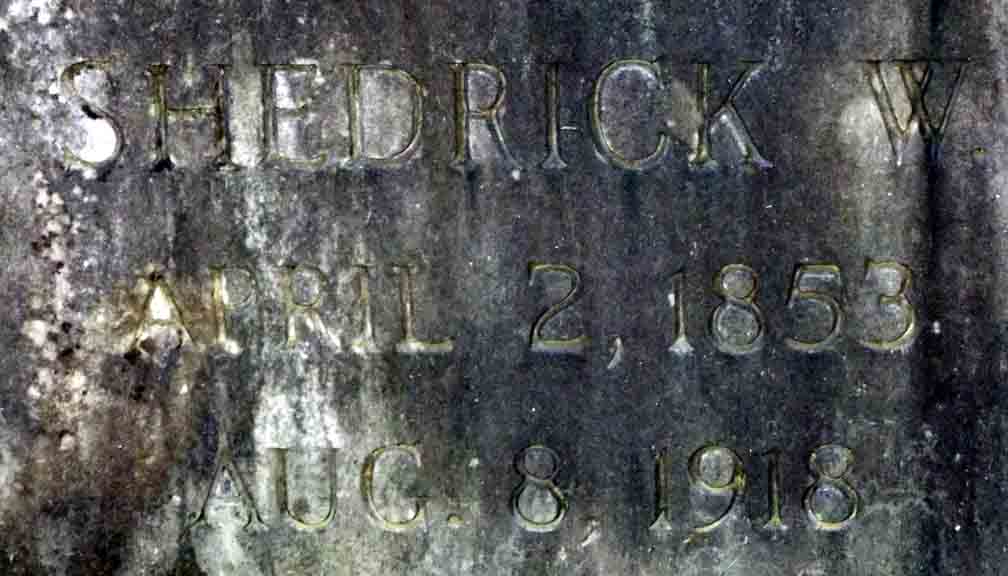 SHEDRICK W.
APRIL 2, 1853
AUG. 8, 1918